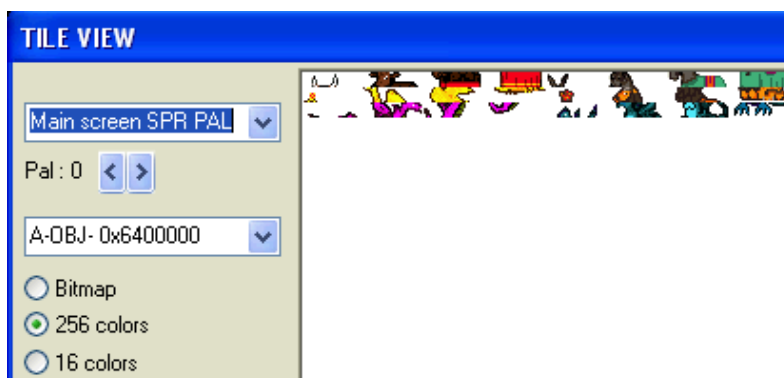 TILE VIEW
Main screen SPR PAL
Pal : 0
A-OBJ- 0x6400000
Bitmap
256 colors
16 colors